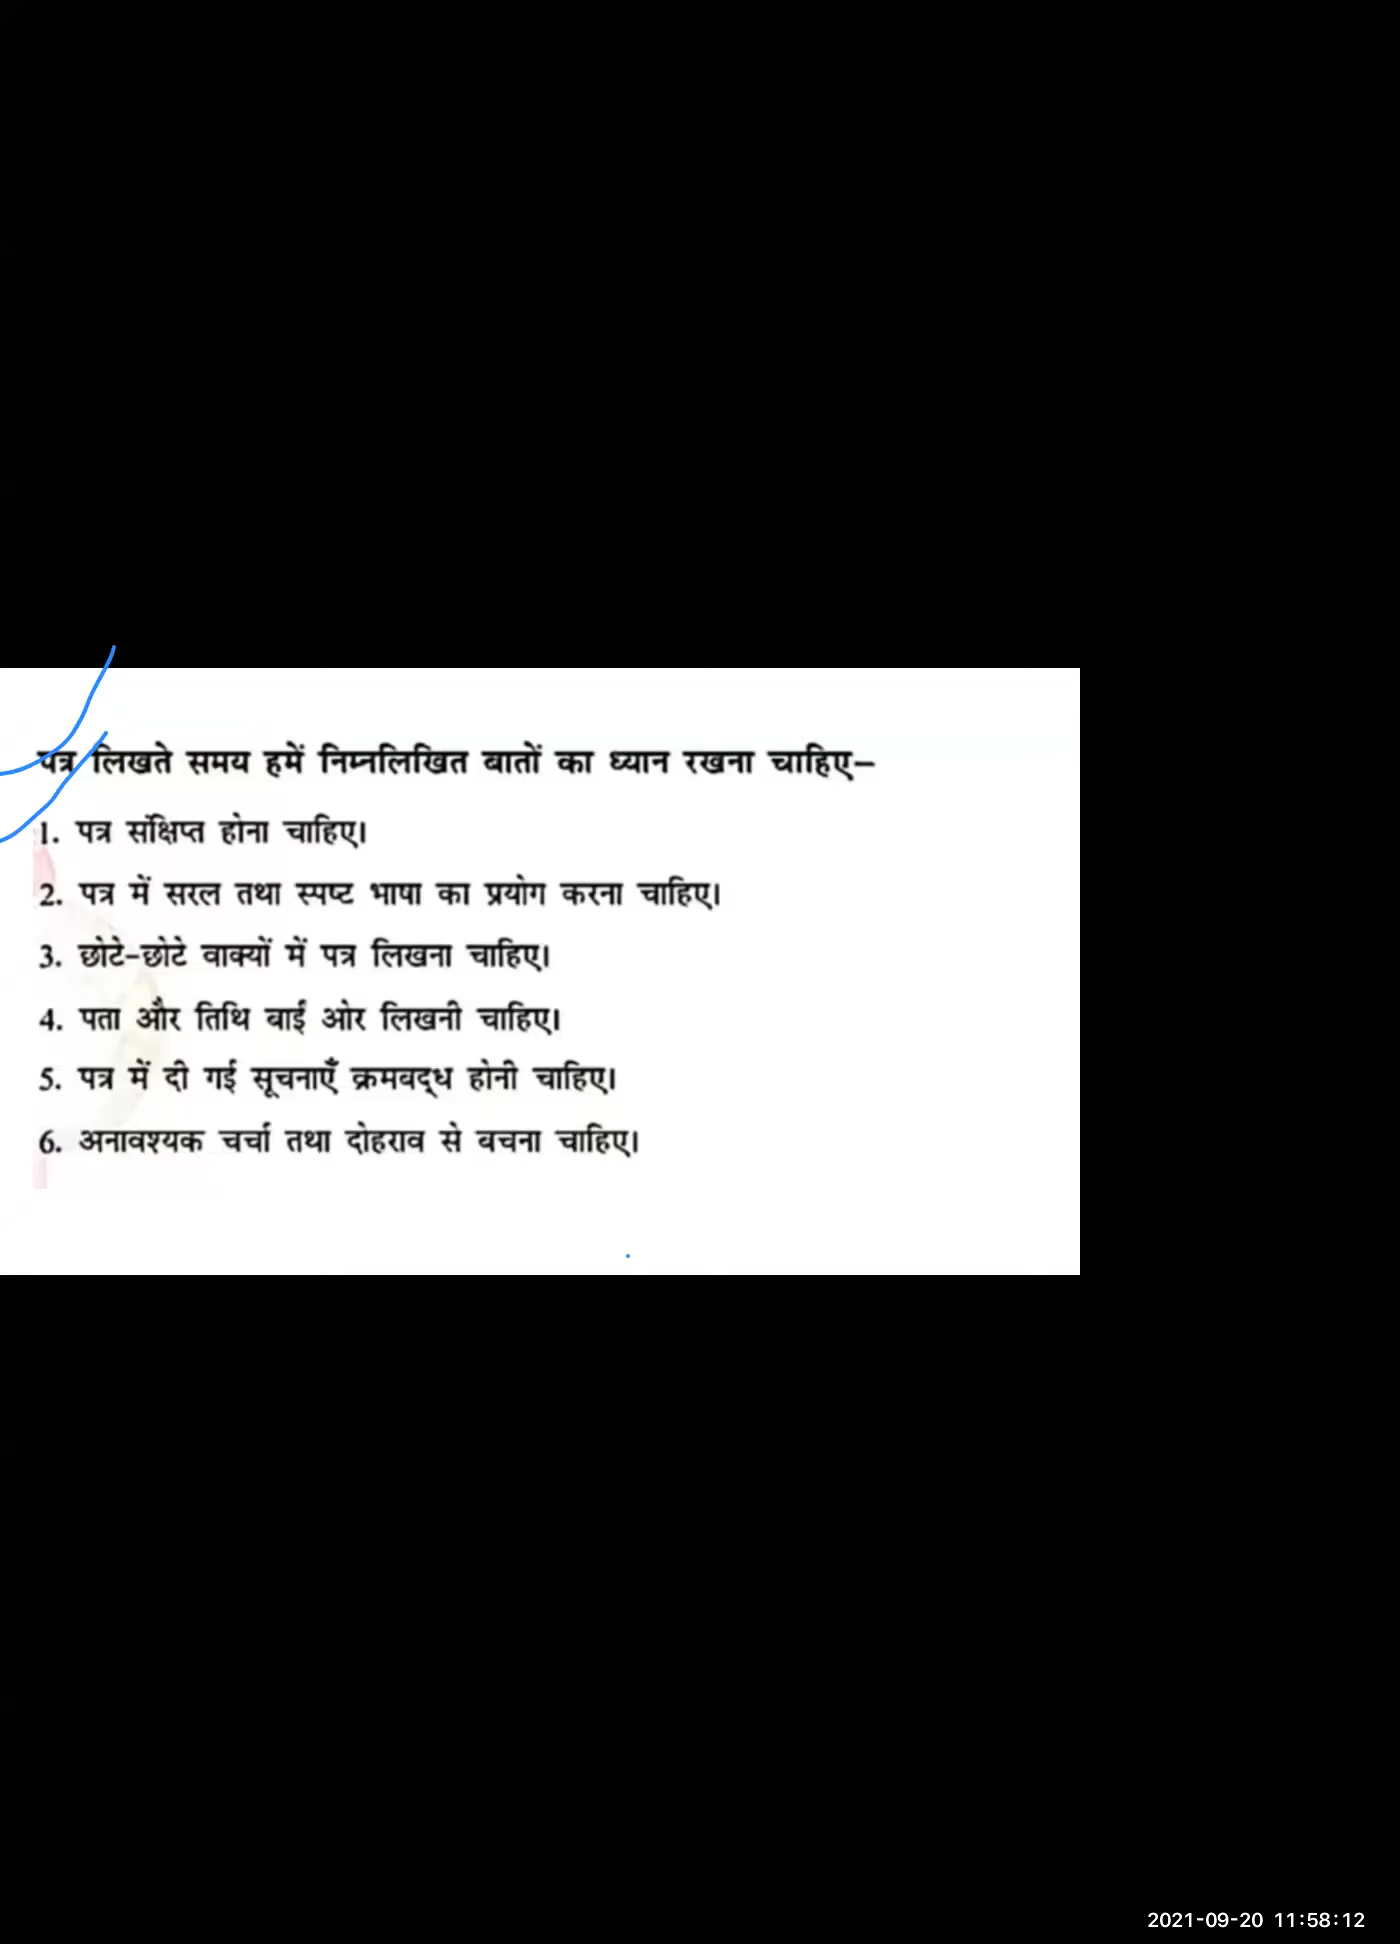 पत्र लिखते समय हमें निम्नलिखित बातों का ध्यान रखना चाहिए–
1. पत्र संक्षिप्त होना चाहिए।
2. पत्र में सरल तथा स्पष्ट भाषा का प्रयोग करना चाहिए।
3. छोटे-छोटे वाक्यों में पत्र लिखना चाहिए।
4. पता और तिथि बाईं ओर लिखनी चाहिए।
5. पत्र में दी गई सूचनाएँ क्रमबद्ध होनी चाहिए।
6. अनावश्यक चर्चा तथा दोहराव से बचना चाहिए।
2021-09-20 11:58:12